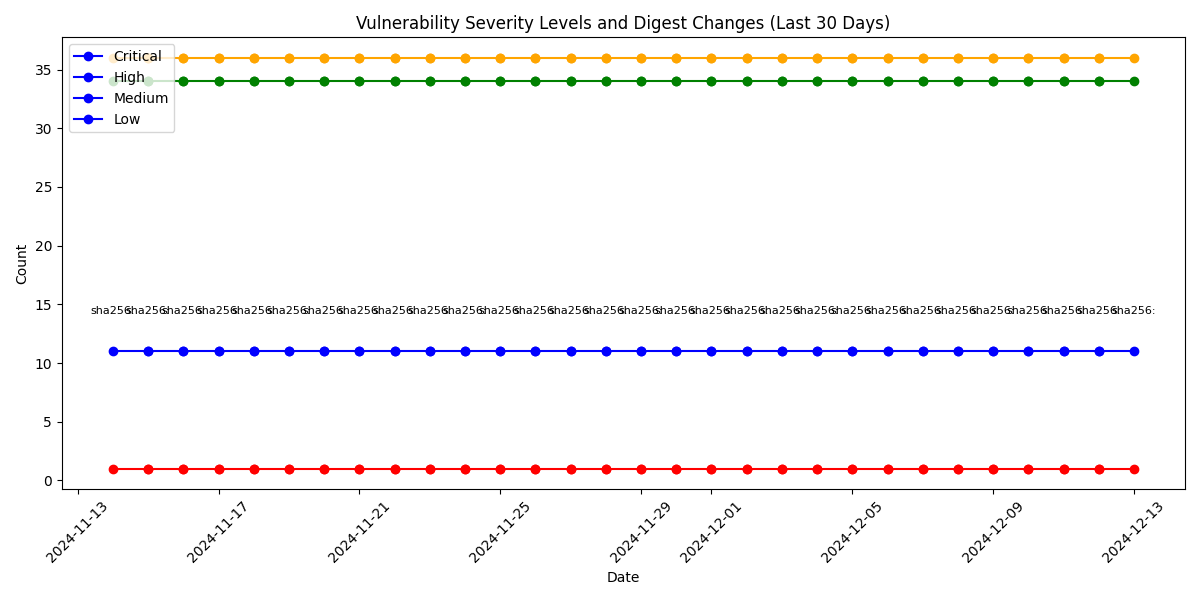 Vulnerability Severity Levels and Digest Changes (Last 30 Days)
Critical
High
Medium
Low
Count
35
30
25
20
15
10
5
0
sha256: sha256: sha256: sha256: sha256: sha256: sha256: sha256: sha256: sha256: sha256: sha256: sha256: sha256: sha256: sha256: sha256: sha256: sha256: sha256: sha256: sha256: sha256: sha256: sha256: sha256: sha256: sha256: sha256: sha256:
2024-11-13
2024-11-17
2024-11-21
2024-11-25
2024-11-29
2024-12-01
2024-12-05
2024-12-09
2024-12-13
Date